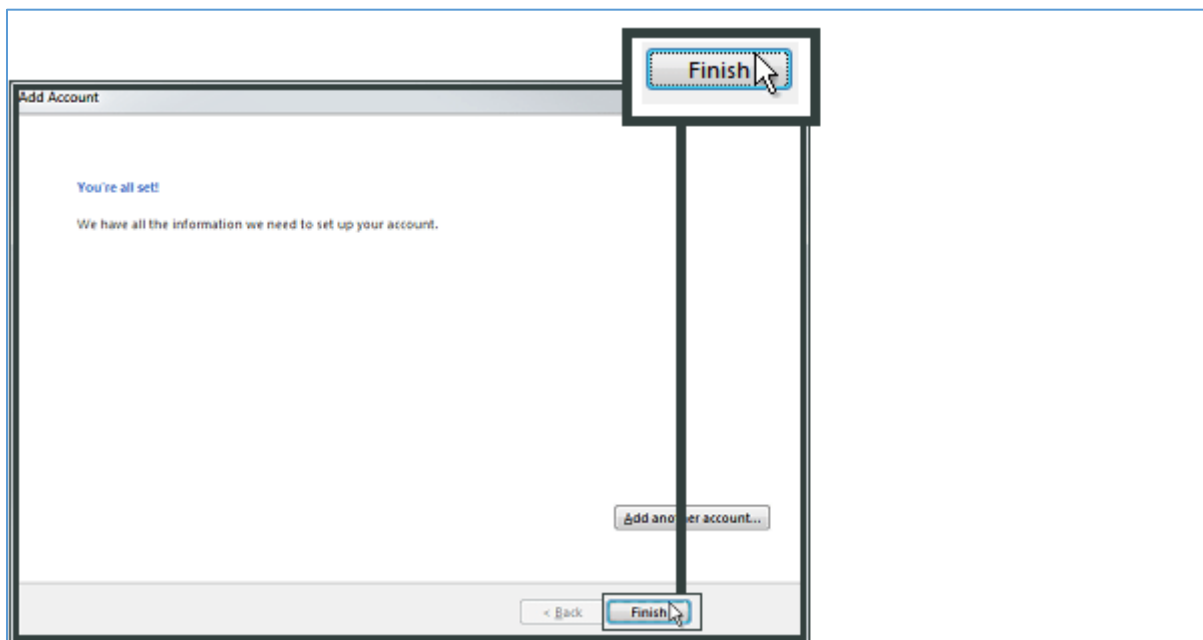 Finish
Add Account
You're all set!
We have all the information we need to set up your account.
Add another account...
< Back
Finish